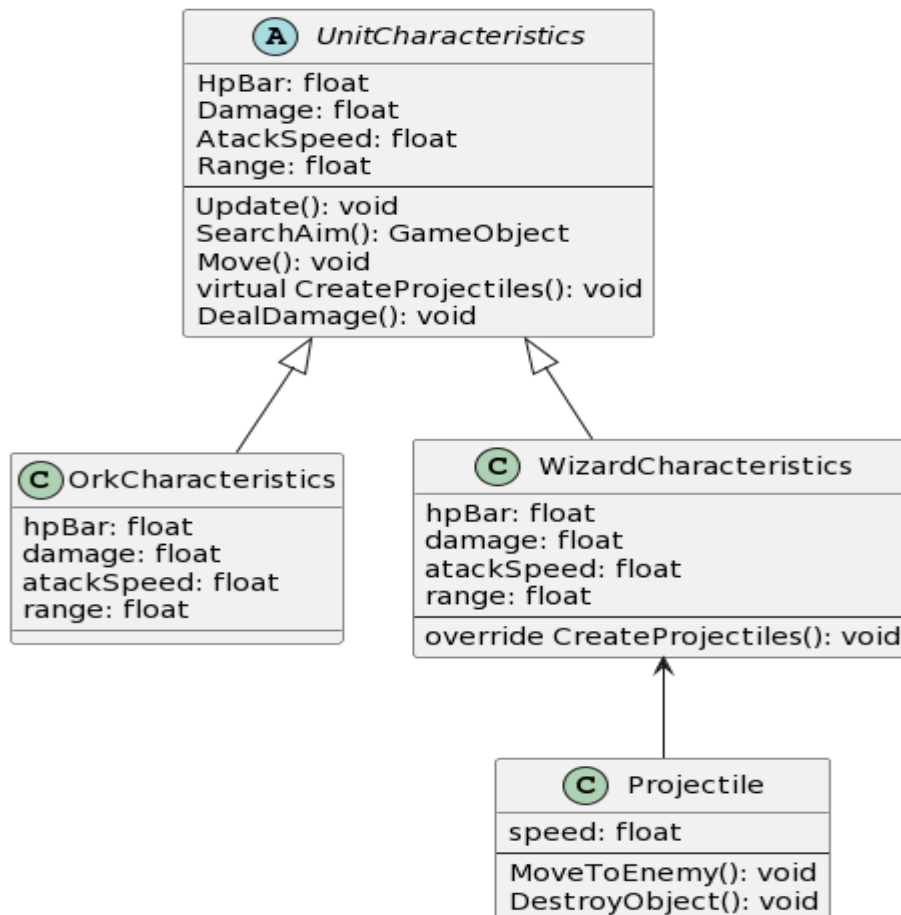 A UnitCharacteristics
HpBar: float
Damage: float
AtackSpeed: float
Range: float
Update(): void
SearchAim(): GameObject
Move(): void
virtual CreateProjectiles(): void
DealDamage(): void
C OrkCharacteristics
hpBar: float
damage: float
atackSpeed: float
range: float
C WizardCharacteristics
hpBar: float
damage: float
atackSpeed: float
range: float
override CreateProjectiles(): void
C Projectile
speed: float
MoveToEnemy(): void
DestroyObject(): void